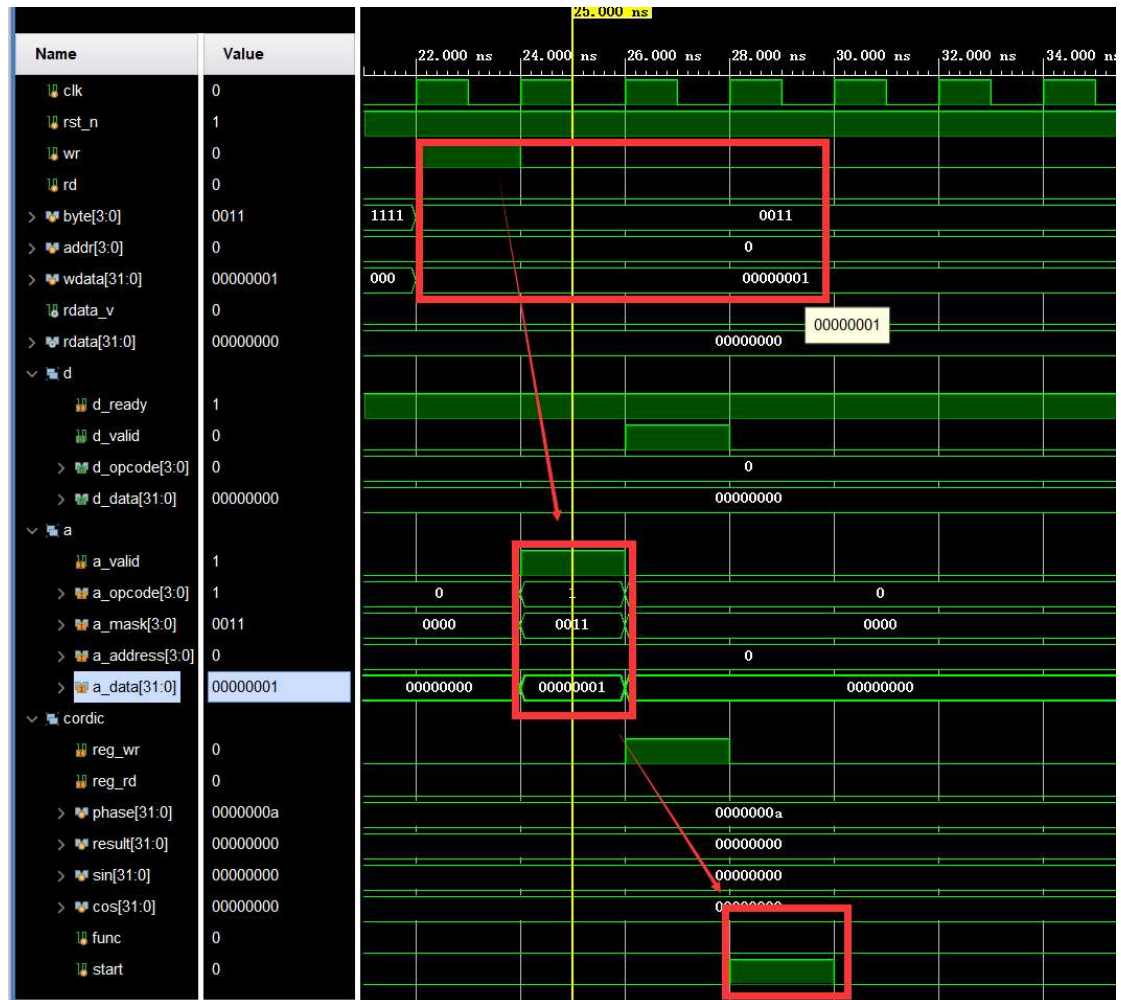 25.000 ns
Name Value 22.000 ns 24.000 ns 26.000 ns 28.000 ns 30.000 ns 32.000 ns 34.000 n
clk 0
rst_n 1
wr 0
rd 0
byte[3:0] 0011 1111 0011
addr[3:0] 0 0
wdata[31:0] 00000001 000 00000001
rdata_v 0 00000001
rdata[31:0] 00000000 00000000
d
d_ready 1
d_valid 0
d_opcode[3:0] 0 0
d_data[31:0] 00000000 00000000
a
a_valid 1
a_opcode[3:0] 1 0 1 0
a_mask[3:0] 0011 0000 0011 0000
a_address[3:0] 0 0
a_data[31:0] 00000001 00000000 00000001 00000000
cordic
reg_wr 0
reg_rd 0
phase[31:0] 0000000a 0000000a
result[31:0] 00000000 00000000
sin[31:0] 00000000 00000000
cos[31:0] 00000000 00000000
func 0
start 0